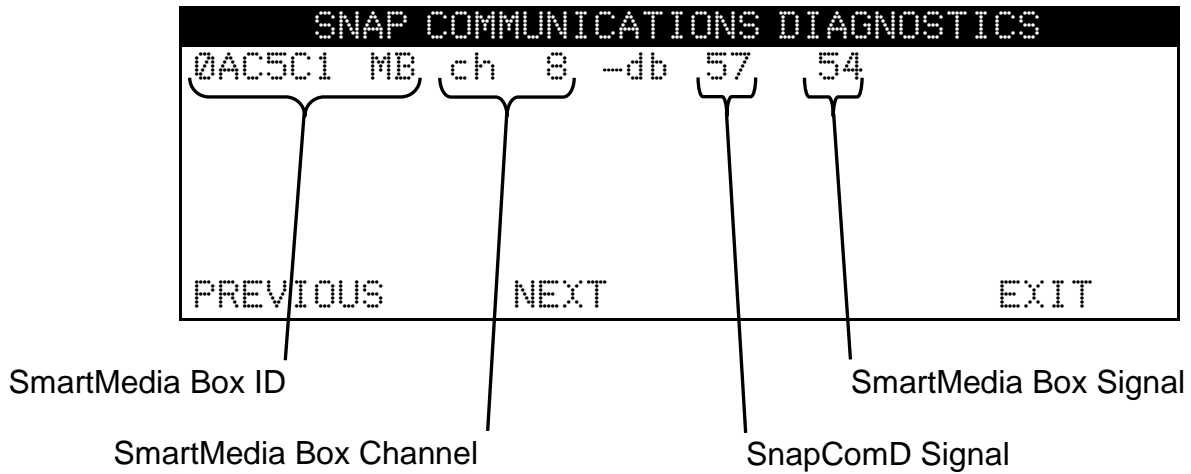 SNAP COMMUNICATIONS DIAGNOSTICS
0AC5C1 MB ch 8 -db 57 54
PREVIOUS NEXT EXIT
SmartMedia Box ID
SmartMedia Box Signal
SmartMedia Box Channel
SnapComD Signal